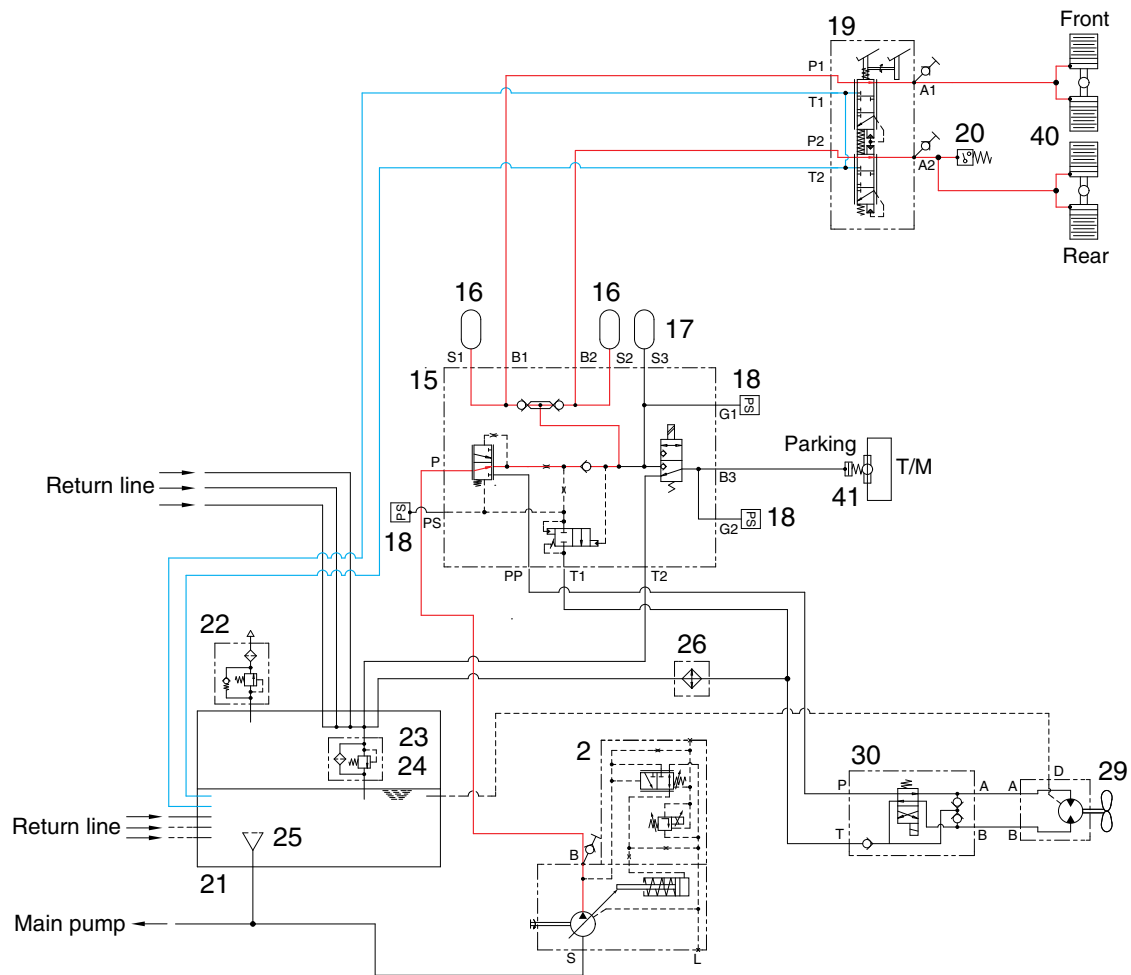 Front
19
P1
A1
T1
20
40
P2
A2
T2
Rear
16
16
17
S1
B1
B2
S2
S3
15
18
PS
G1
Parking
P
T/M
B3
Return line
41
PS
PS
18
PS
18
G2
PP
T1
T2
22
26
23
2
24
30
D
29
P
A
A
Return line
25
B
T
B
B
21
Main pump
S
L